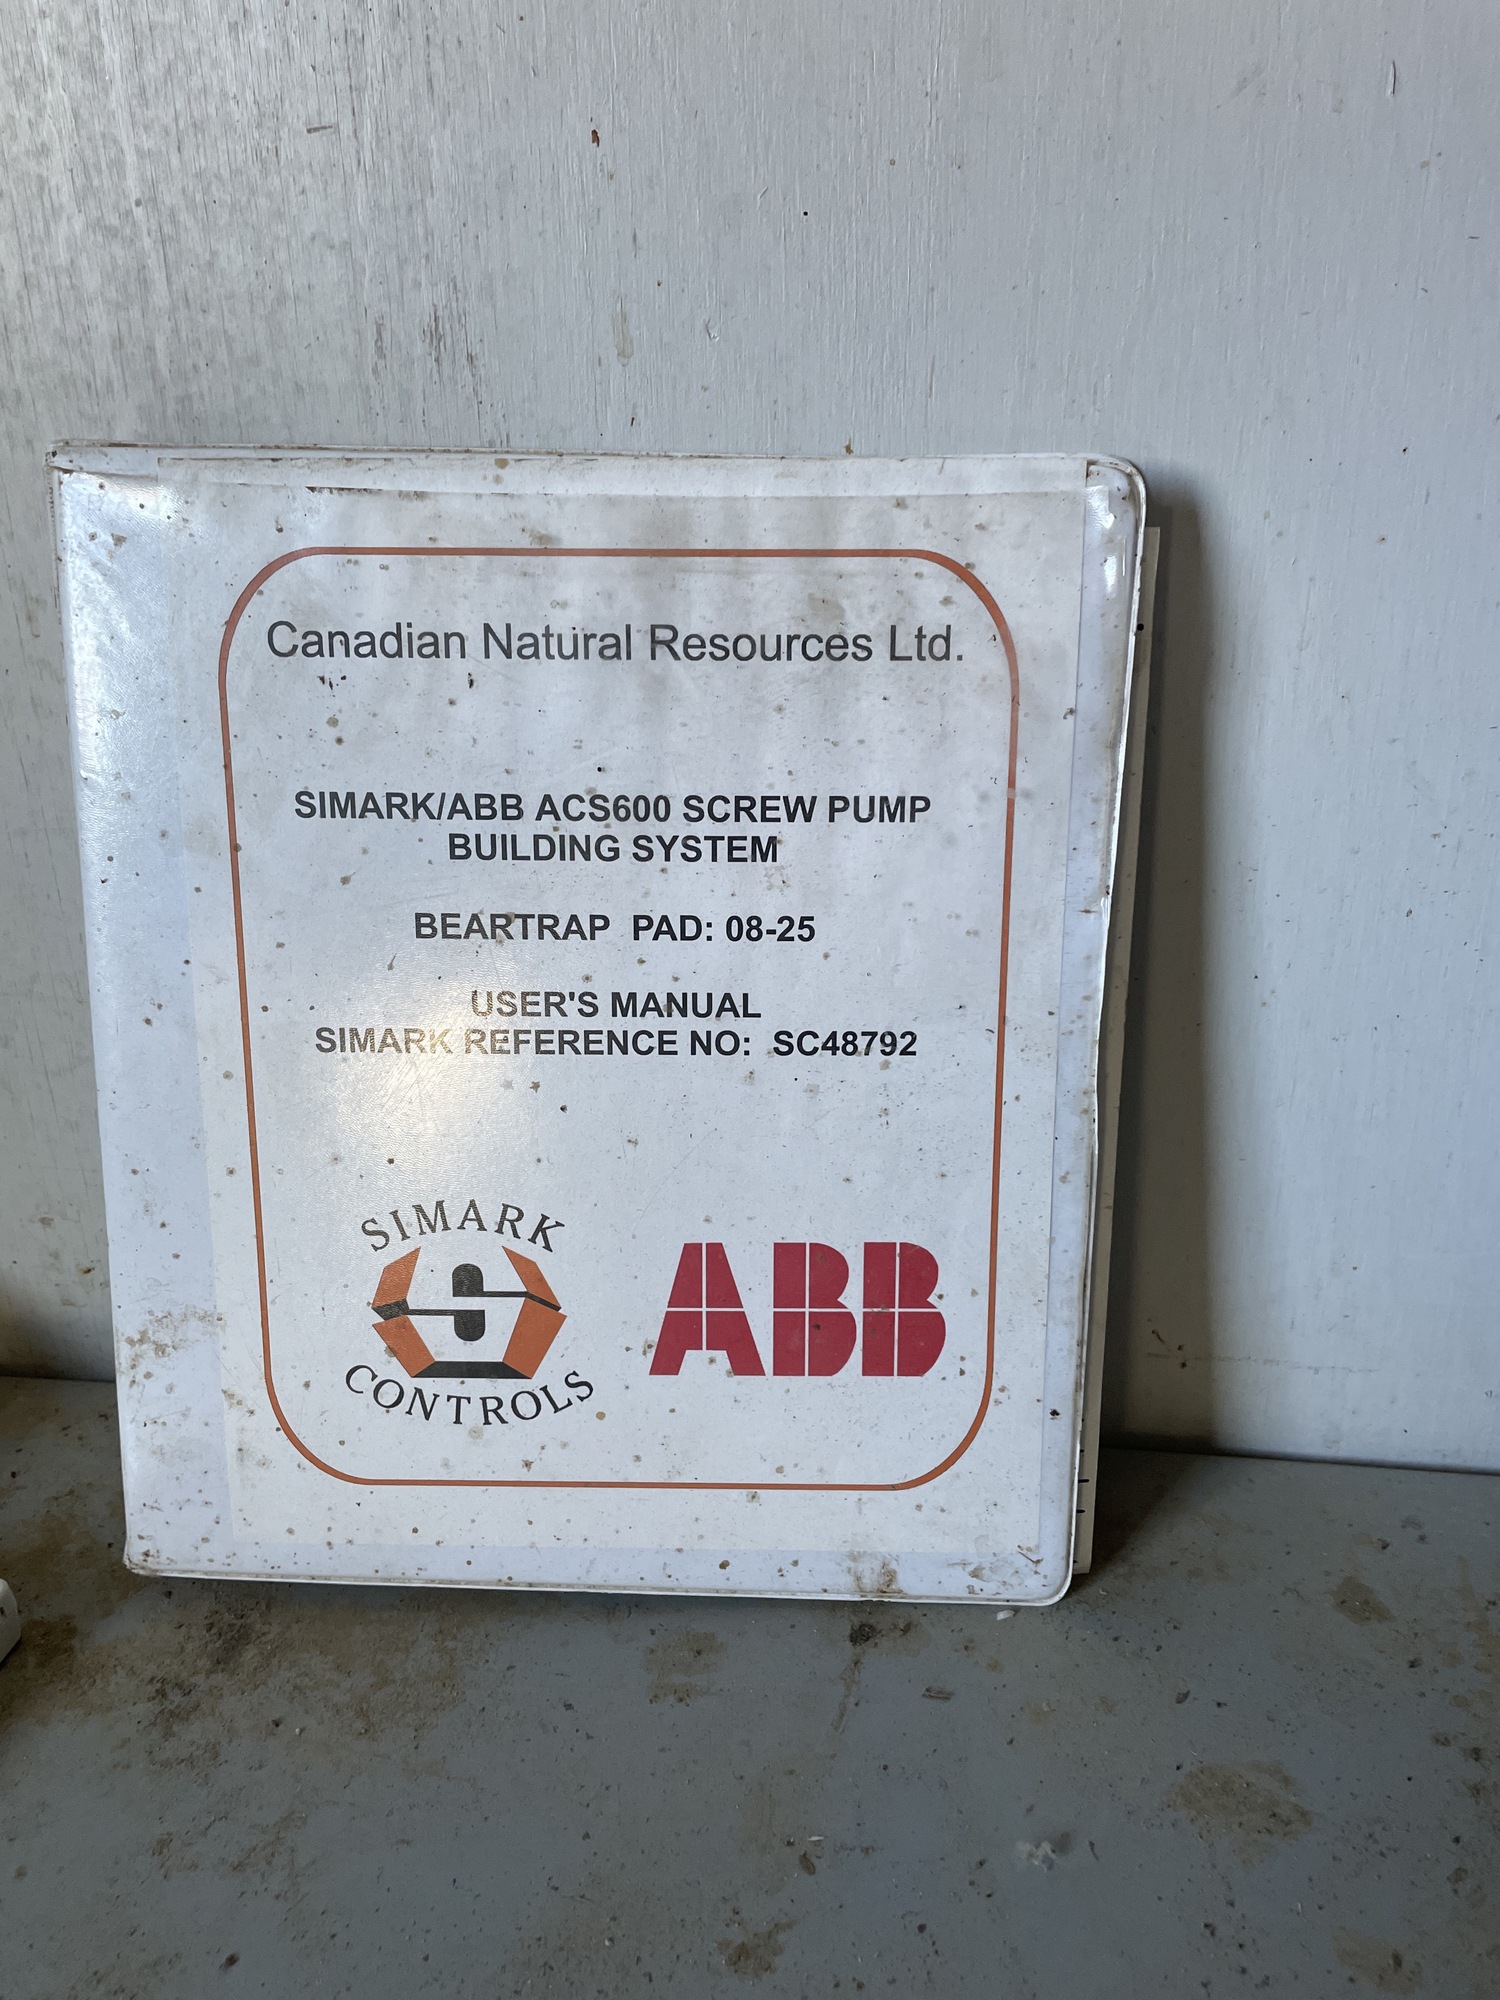 Canadian Natural Resources Ltd.
SIMARK/ABB ACS600 SCREW PUMP
BUILDING SYSTEM
BEARTRAP PAD: 08-25
USER'S MANUAL
SIMARK REFERENCE NO: SC48792
SIMARK
S
CONTROLS
ABB